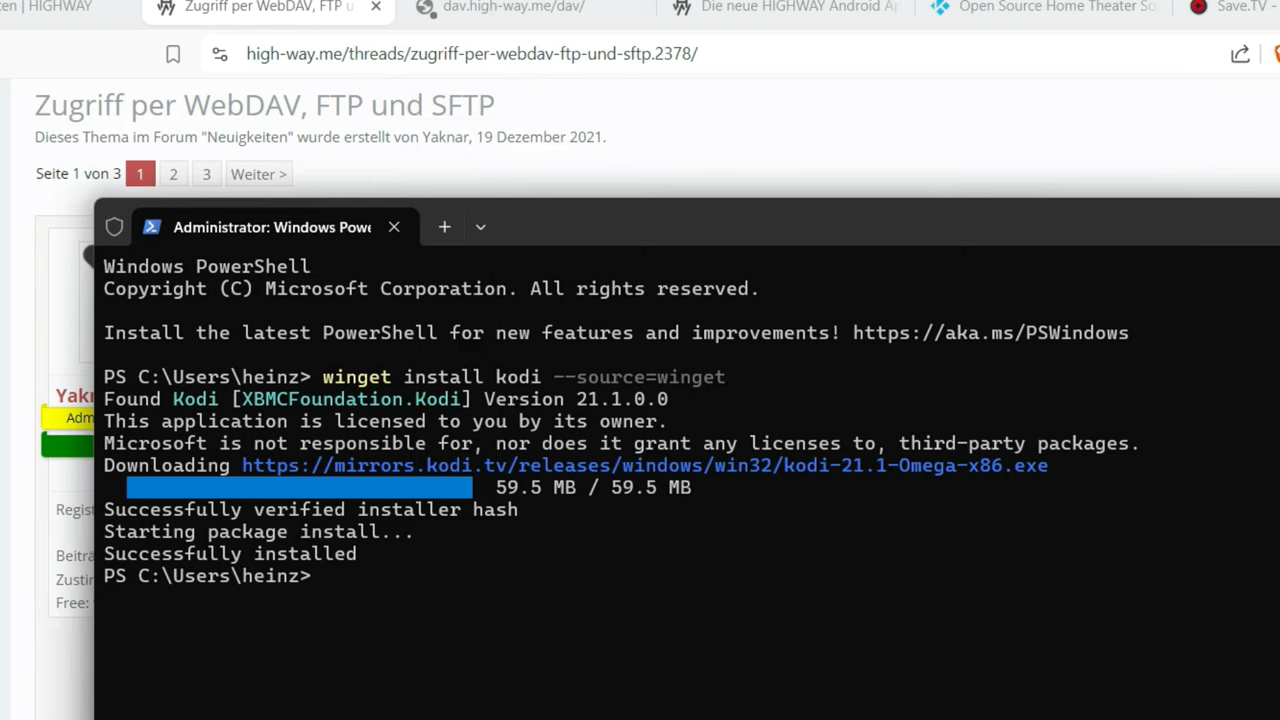 en | HIGHWAY
Zugriff per WebDAV, FTP u
dav.high-way.me/dav/
Die neue HIGHWAY Android Ap
Open Source Home Theater So
Save.TV -
high-way.me/threads/zugriff-per-webdav-ftp-und-sftp.2378/
Zugriff per WebDAV, FTP und SFTP
Dieses Thema im Forum "Neuigkeiten" wurde erstellt von Yaknar, 19 Dezember 2021.
Seite 1 von 3 1 2 3 Weiter >
Administrator: Windows Powe
Windows PowerShell
Copyright (C) Microsoft Corporation. All rights reserved.
Install the latest PowerShell for new features and improvements! https://aka.ms/PSWindows
PS C:\Users\heinz> winget install kodi --source=winget
Found Kodi [XBMCFoundation.Kodi] Version 21.1.0.0
This application is licensed to you by its owner.
Microsoft is not responsible for, nor does it grant any licenses to, third-party packages.
Downloading https://mirrors.kodi.tv/releases/windows/win32/kodi-21.1-Omega-x86.exe
59.5 MB / 59.5 MB
Successfully verified installer hash
Starting package install...
Successfully installed
PS C:\Users\heinz>
Yakn
Adm
Regist
Beiträ
Zustin
Free: